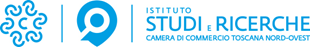 ISTITUTO
STUDI E RICERCHE
CAMERA DI COMMERCIO TOSCANA NORD-OVEST